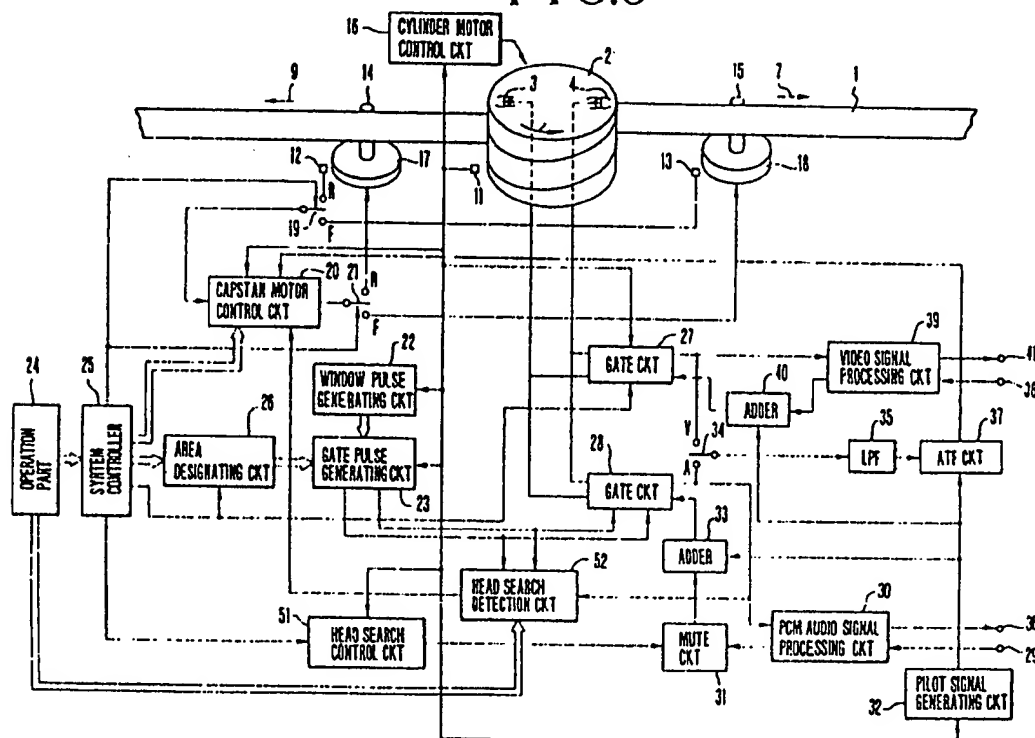 16
CYLINDER MOTOR
CONTROL CKT
2
9
14
3
4
15
7
1
12
17
11
13
18
R
19
F
20
21
R
F
CAPSTAN MOTOR
CONTROL CKT
22
WINDOW PULSE
GENERATING CKT
27
GATE CKT
39
VIDEO SIGNAL
PROCESSING CKT
24
OPERATION
PART
25
SYSTEM
CONTROLLER
26
AREA
DESIGNATING CKT
GATE PULSE
GENERATING CKT
23
28
GATE CKT
V
34
A
40
ADDER
35
LPF
37
ATF CKT
33
ADDER
52
HEAD SEARCH
DETECTION CKT
51
HEAD SEARCH
CONTROL CKT
MUTE
CKT
31
30
PCM AUDIO SIGNAL
PROCESSING CKT
29
PILOT SIGNAL
GENERATING CKT
32